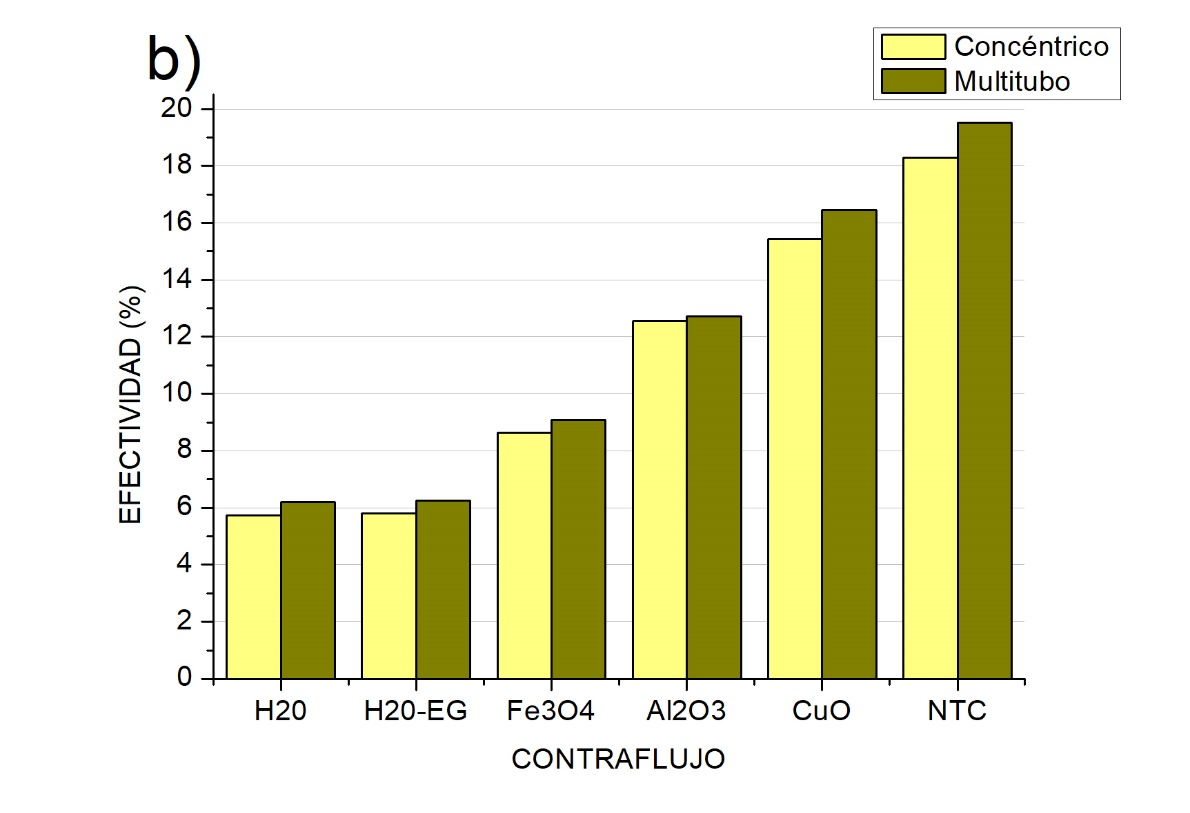 b)
Concéntrico
Multitubo
20
18
16
14
12
10
8
6
4
2
0
EFECTIVIDAD (%)
H20 H20-EG Fe3O4 Al2O3 CuO NTC
CONTRAFLUJO